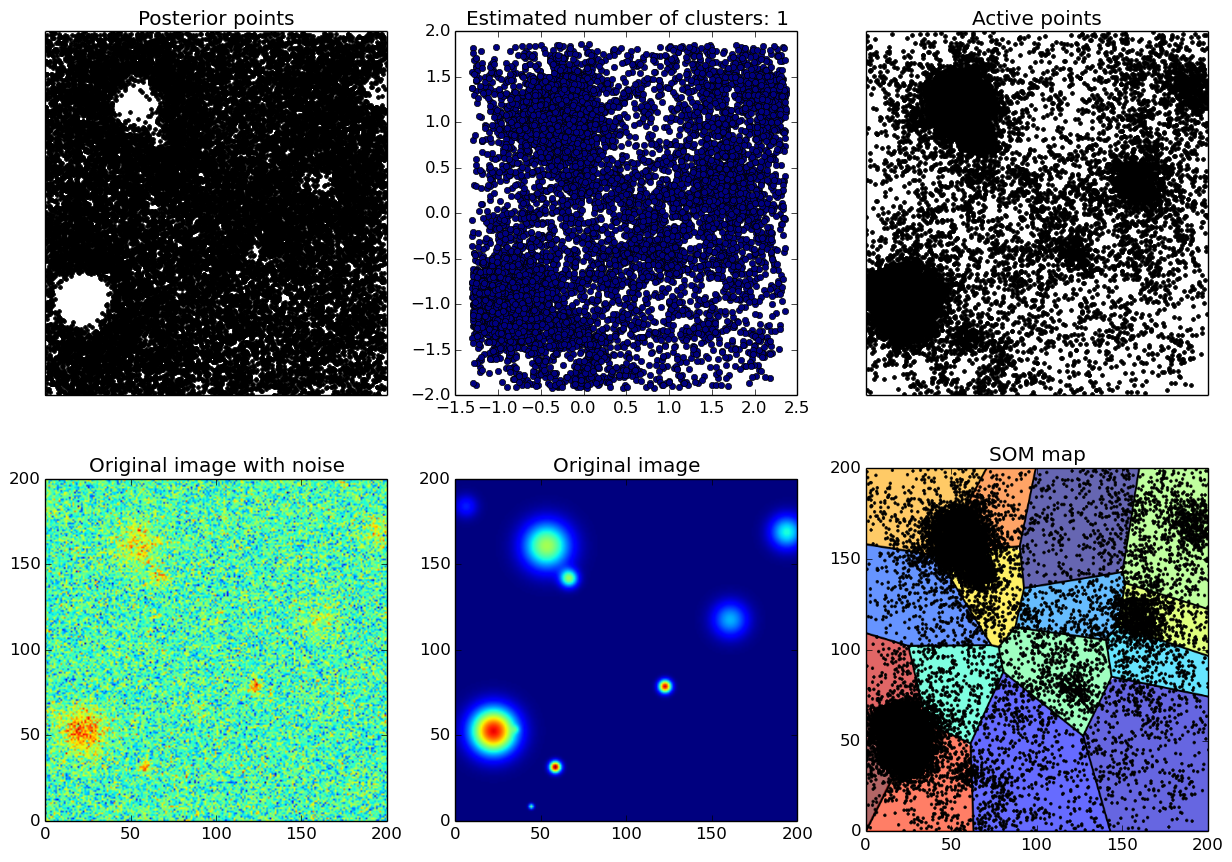 Posterior points
Estimated number of clusters: 1
Active points
2.0
1.5
1.0
0.5
0.0
−0.5
−1.0
−1.5
−2.0
−1.5 −1.0 −0.5 0.0 0.5 1.0 1.5 2.0 2.5
Original image with noise
Original image
SOM map
200
150
100
50
0
0 50 100 150 200
200
150
100
50
0
0 50 100 150 200
200
150
100
50
0
0 50 100 150 200